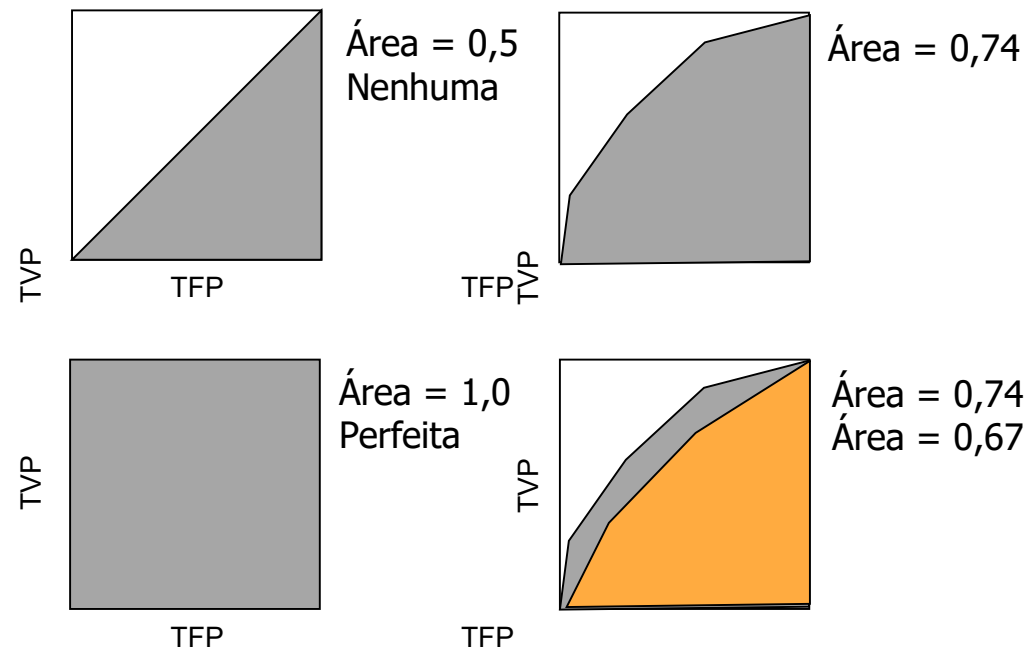 Área = 0,5
Nenhuma
TVP
TFP
Área = 0,74
TVP
TFP
Área = 1,0
Perfeita
TVP
TFP
Área = 0,74
Área = 0,67
TVP
TFP